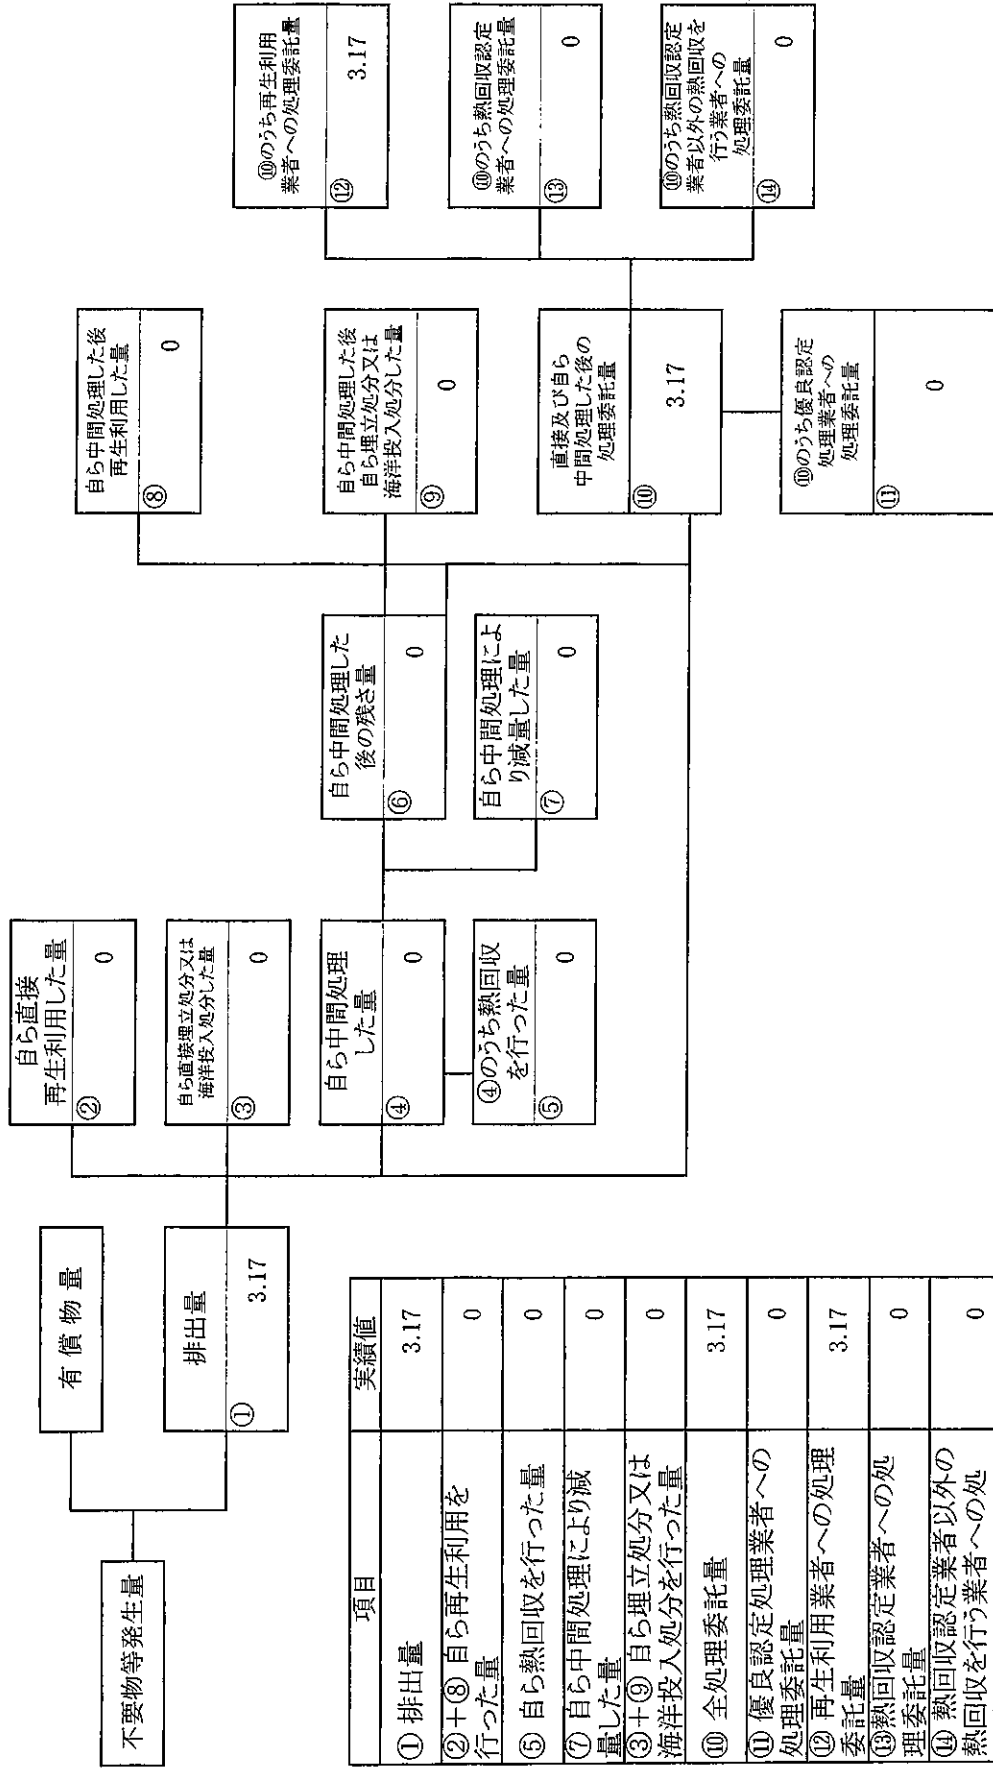 不要物等発生量
有償物量
排出量
①
3.17
自ら直接
再生利用した量
②
0
自ら直接埋立処分又は
海洋投入処分した量
③
0
自ら中間処理
した量
④
0
④のうち熱回収
を行った量
⑤
0
自ら中間処理した
後の残さ量
⑥
0
自ら中間処理によ
り減量した量
⑦
0
自ら中間処理した後
再生利用した量
⑧
0
自ら中間処理した後
自ら埋立処分又は
海洋投入処分した量
⑨
0
直接及び自ら
中間処理した後の
処理委託量
⑩
3.17
⑩のうち優良認定
処理業者への
処理委託量
⑪
0
⑩のうち再生利用
業者への処理委託量
⑫
3.17
⑩のうち熱回収認定
業者への処理委託量
⑬
0
⑩のうち熱回収認定
業者以外の熱回収を
行う業者への
処理委託量
⑭
0
項目 実績値
①排出量 3.17
②+⑧自ら再生利用を
行った量 0
⑤自ら熱回収を行った量 0
⑦自ら中間処理により減
量した量 0
③+⑨自ら埋立処分又は
海洋投入処分を行った量 0
⑩全処理委託量 3.17
⑪優良認定処理業者への
処理委託量 0
⑫再生利用業者への処理
委託量 3.17
⑬熱回収認定業者への処
理委託量 0
⑭熱回収認定業者以外の
熱回収を行う業者への処 0